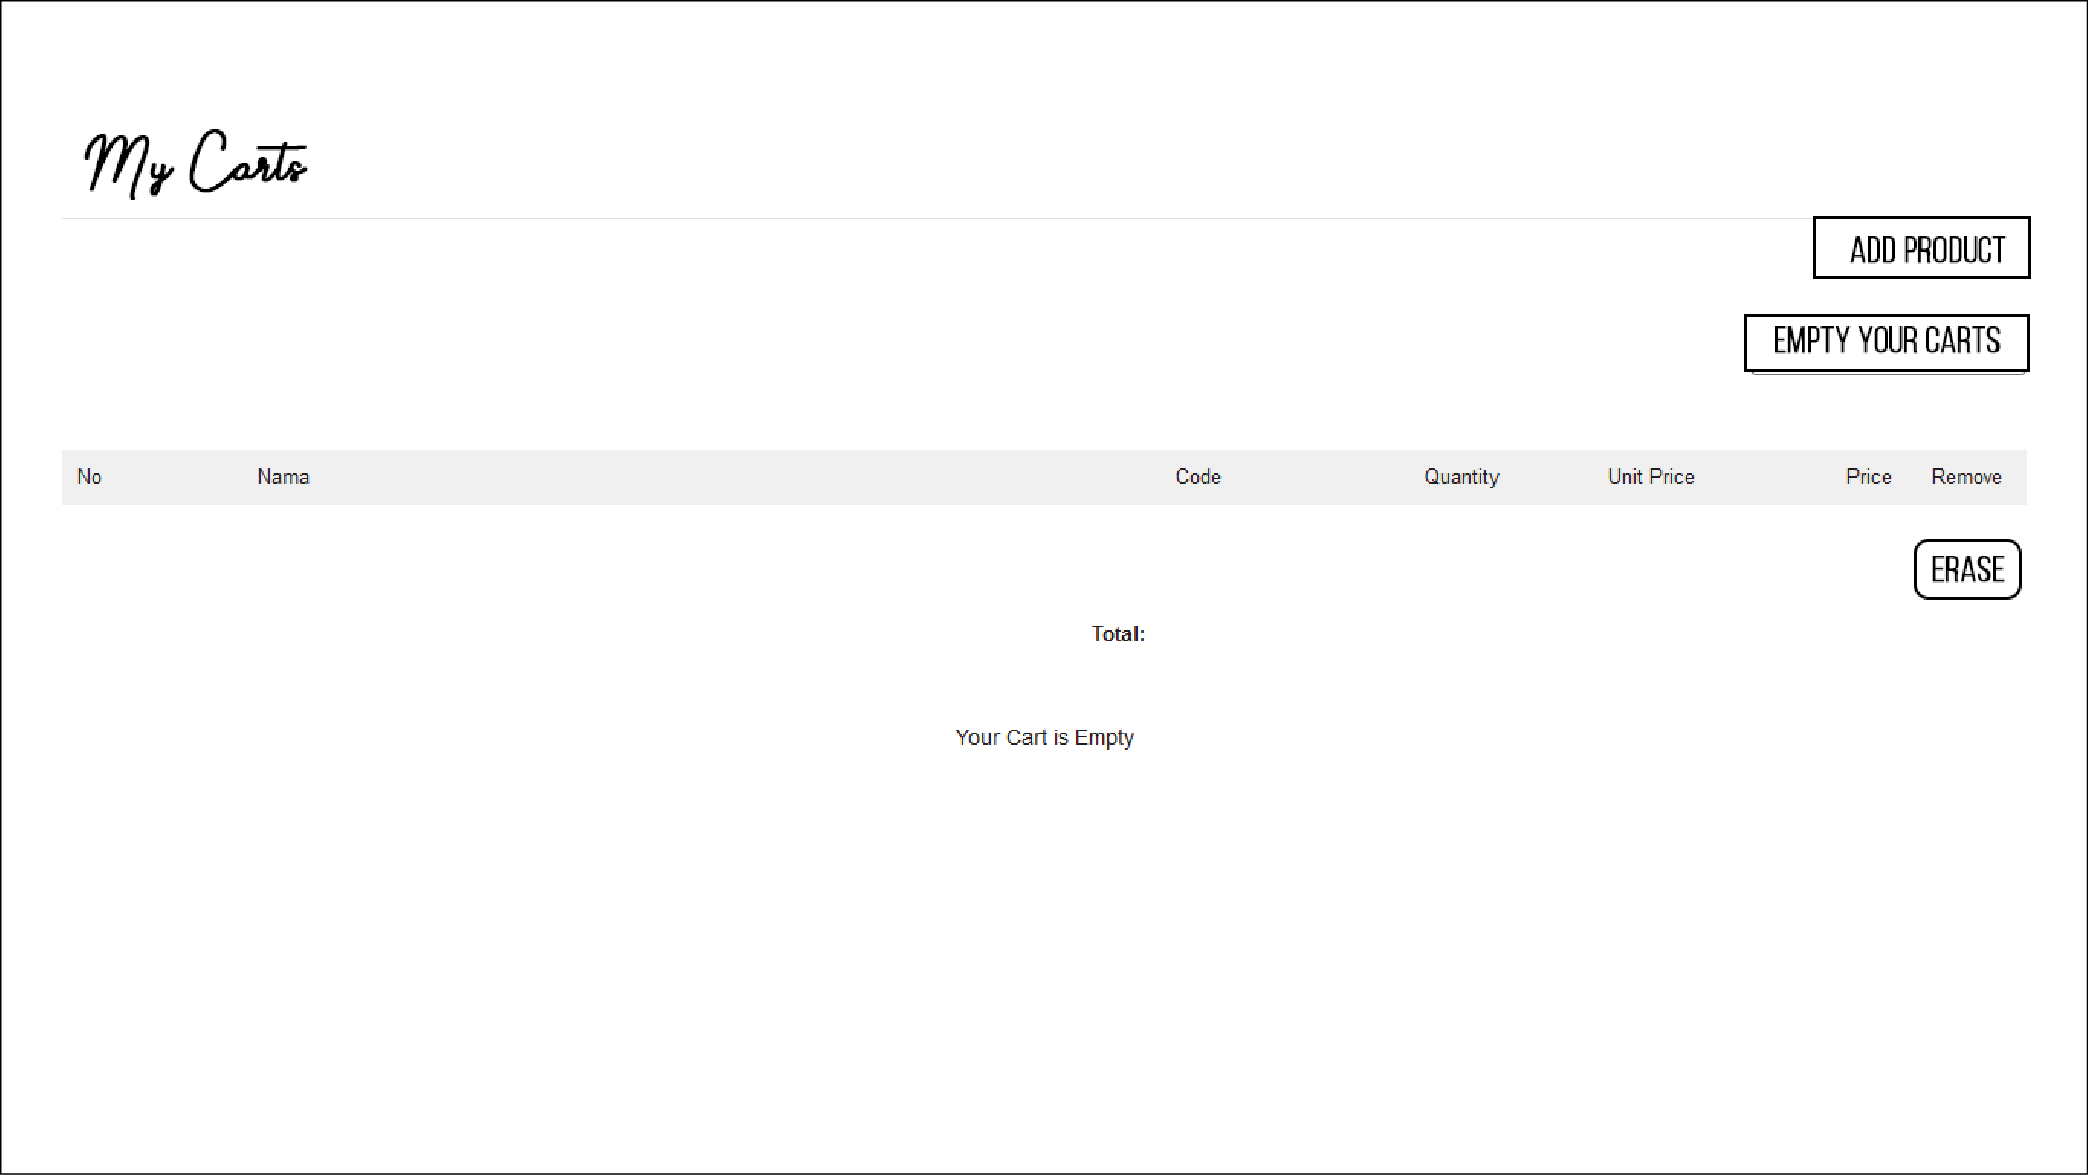 My Carts
ADD PRODUCT
EMPTY YOUR CARTS
No Nama Code Quantity Unit Price Price Remove
ERASE
Total:
Your Cart is Empty